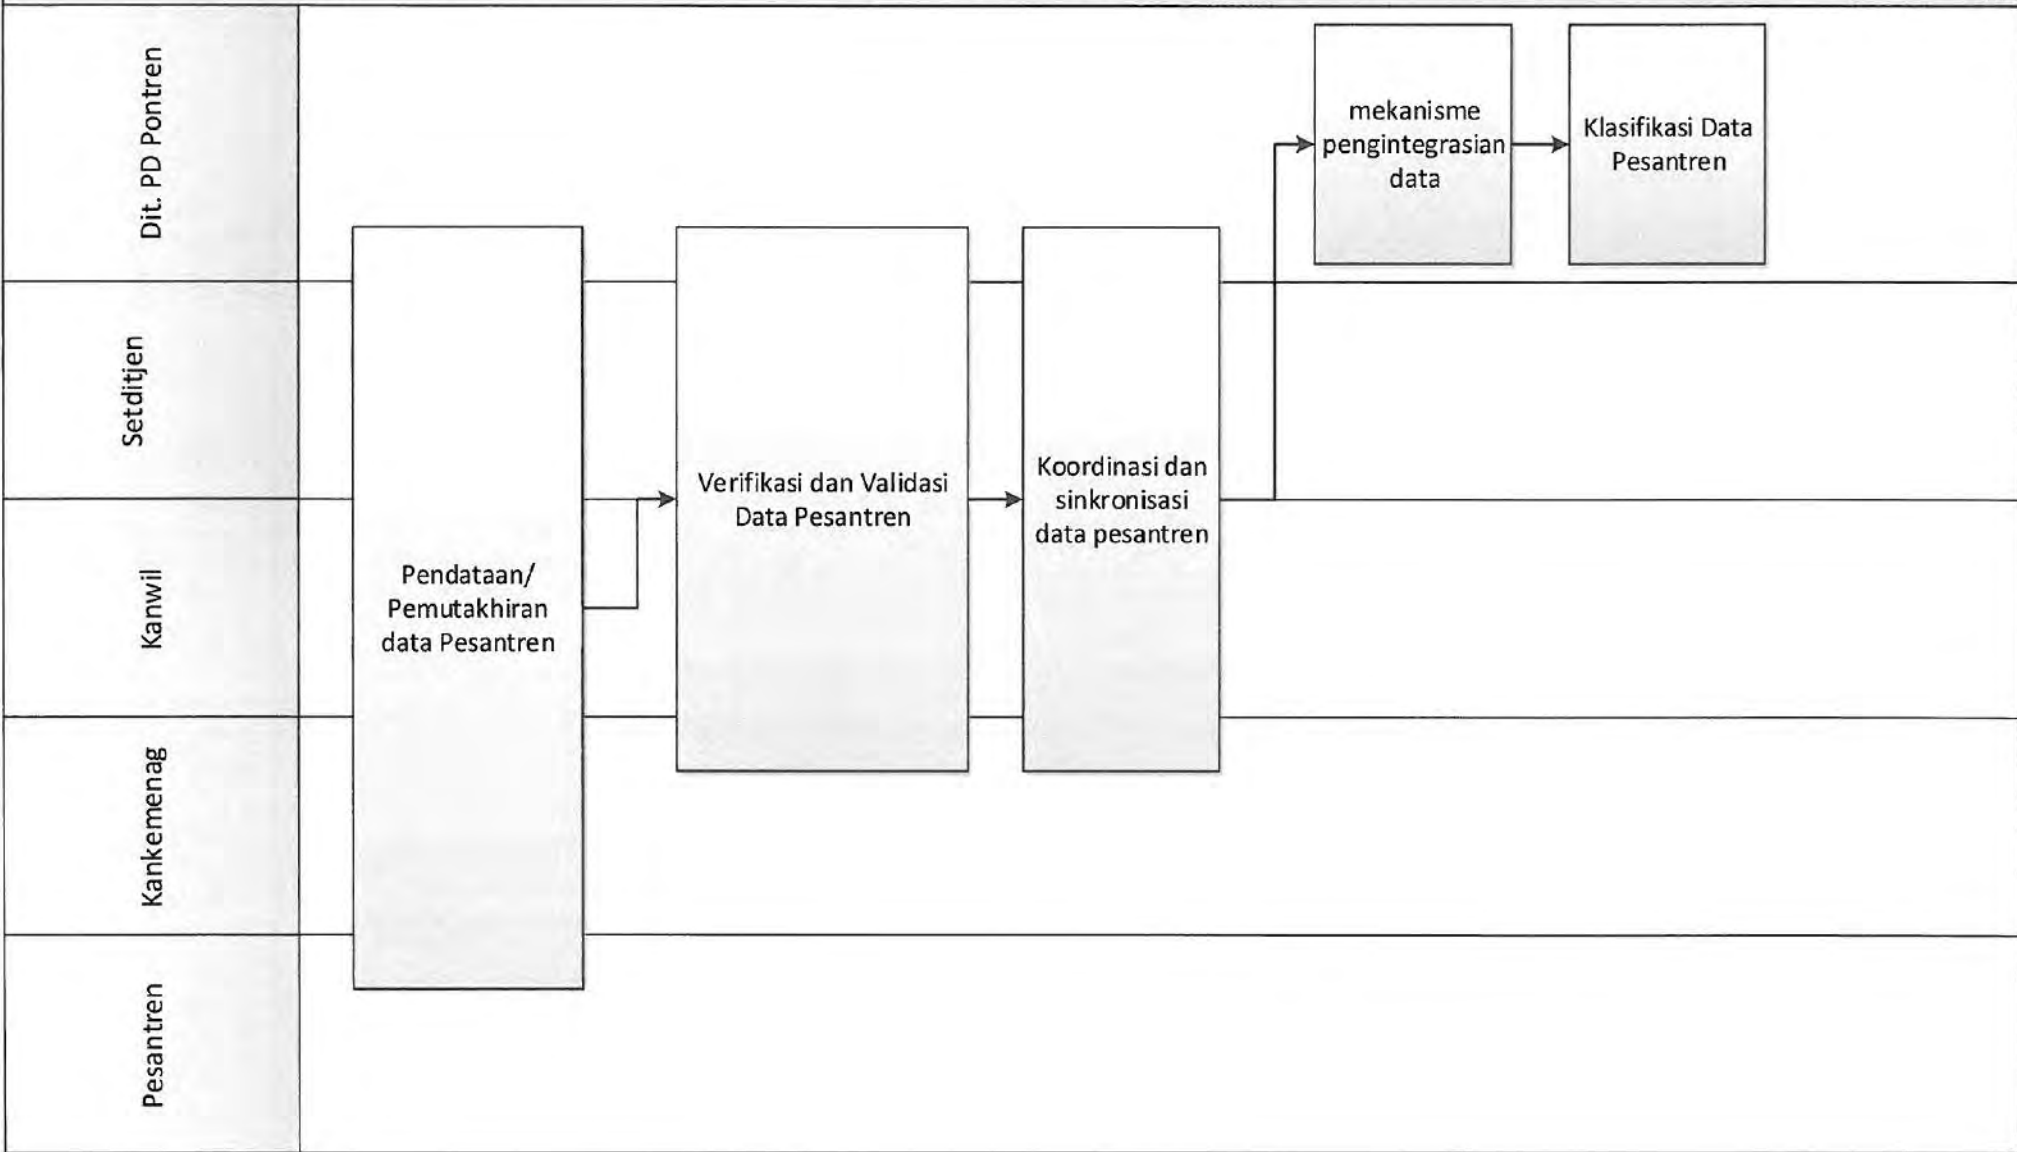 Dit. PD Pontren
Setditjen
Kanwil
Kankemenag
Pesantren
Pendataan/
Pemutakhiran
data Pesantren
Verifikasi dan Validasi
Data Pesantren
Koordinasi dan
sinkronisasi
data pesantren
mekanisme
pengintegrasian
data
Klasifikasi Data
Pesantren